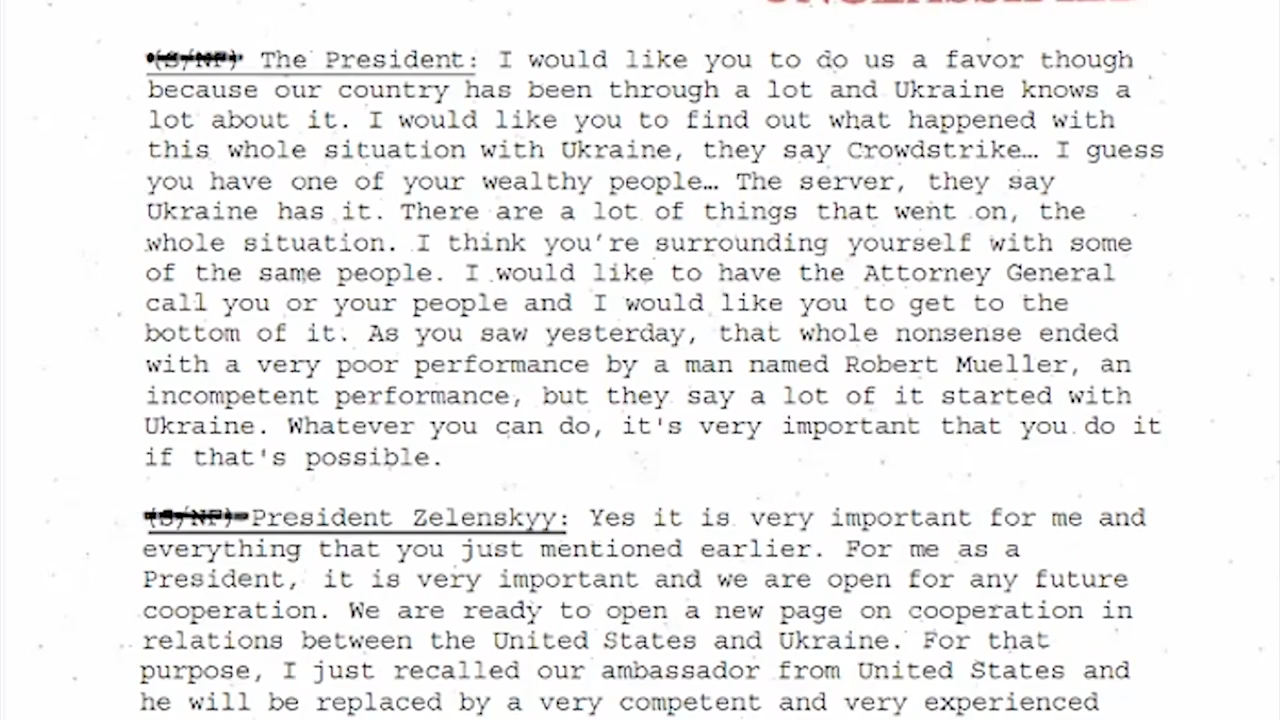 UNCLASSIFIED
(S/NF) The President: I would like you to do us a favor though
because our country has been through a lot and Ukraine knows a
lot about it. I would like you to find out what happened with
this whole situation with Ukraine, they say Crowdstrike… I guess
you have one of your wealthy people… The server, they say
Ukraine has it. There are a lot of things that went on, the
whole situation. I think you're surrounding yourself with some
of the same people. I would like to have the Attorney General
call you or your people and I would like you to get to the
bottom of it. As you saw yesterday, that whole nonsense ended
with a very poor performance by a man named Robert Mueller, an
incompetent performance, but they say a lot of it started with
Ukraine. Whatever you can do, it's very important that you do it
if that's possible.
(S/NF) President Zelenskyy: Yes it is very important for me and
everything that you just mentioned earlier. For me as a
President, it is very important and we are open for any future
cooperation. We are ready to open a new page on cooperation in
relations between the United States and Ukraine. For that
purpose, I just recalled our ambassador from United States and
he will be replaced by a very competent and very experienced